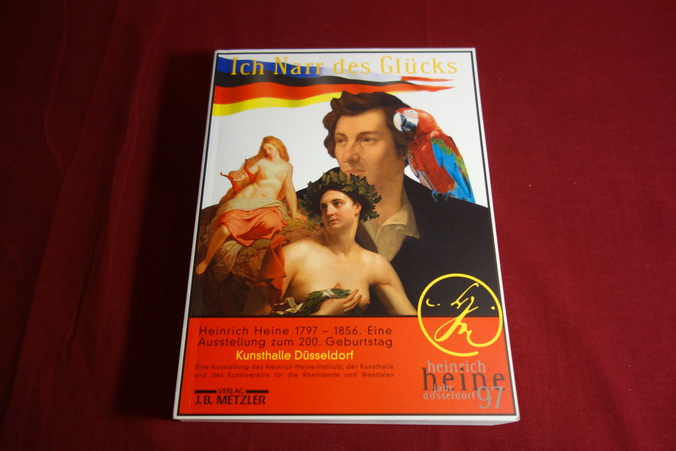 Ich Narr des Glücks
Heinrich Heine 1797 – 1856. Eine
Ausstellung zum 200. Geburtstag
Kunsthalle Düsseldorf
Eine Ausstellung des Heinrich-Heine-Instituts, der Kunsthalle
und des Kunstvereins für die Rheinlande und Westfalen
VERLAG
J.B. METZLER
heinrich
heine
jahr
düsseldorf 97